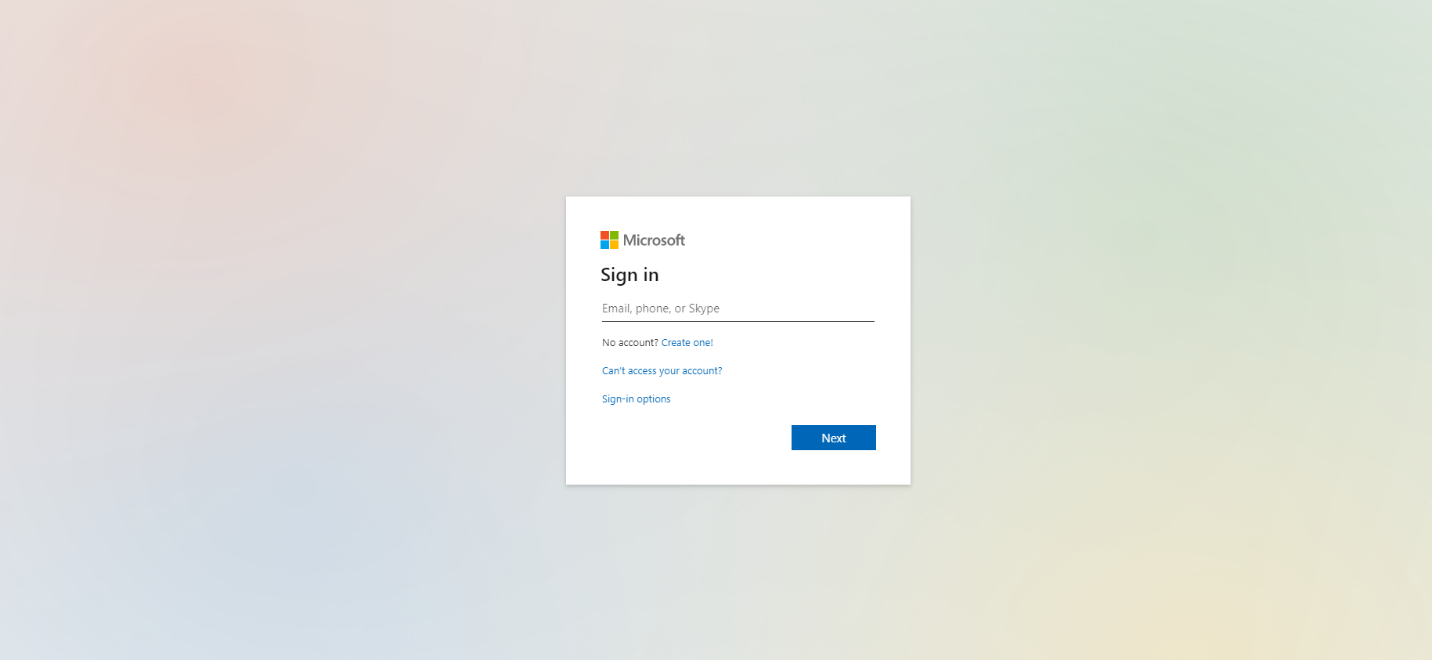 Microsoft
Sign in
Email, phone, or Skype
No account? Create one!
Can't access your account?
Sign-in options
Next